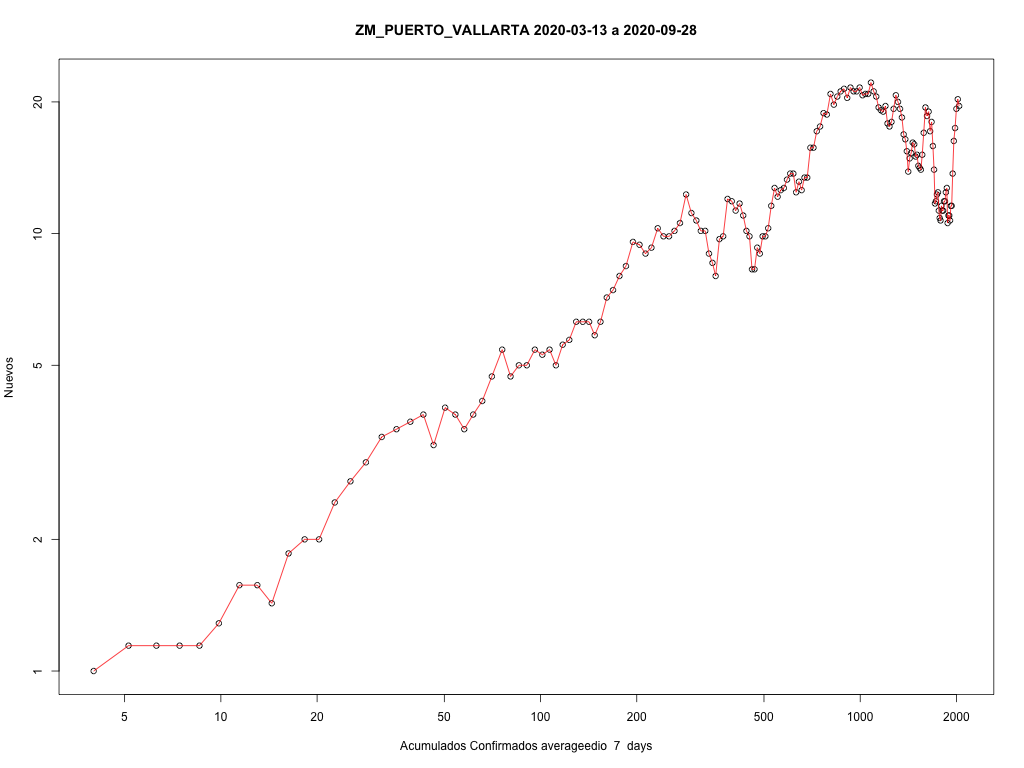 ZM_PUERTO_VALLARTA 2020-03-13 a 2020-09-28
Nuevos
20
10
5
2
1
5 10 20 50 100 200 500 1000 2000
Acumulados Confirmados averageedio 7 days